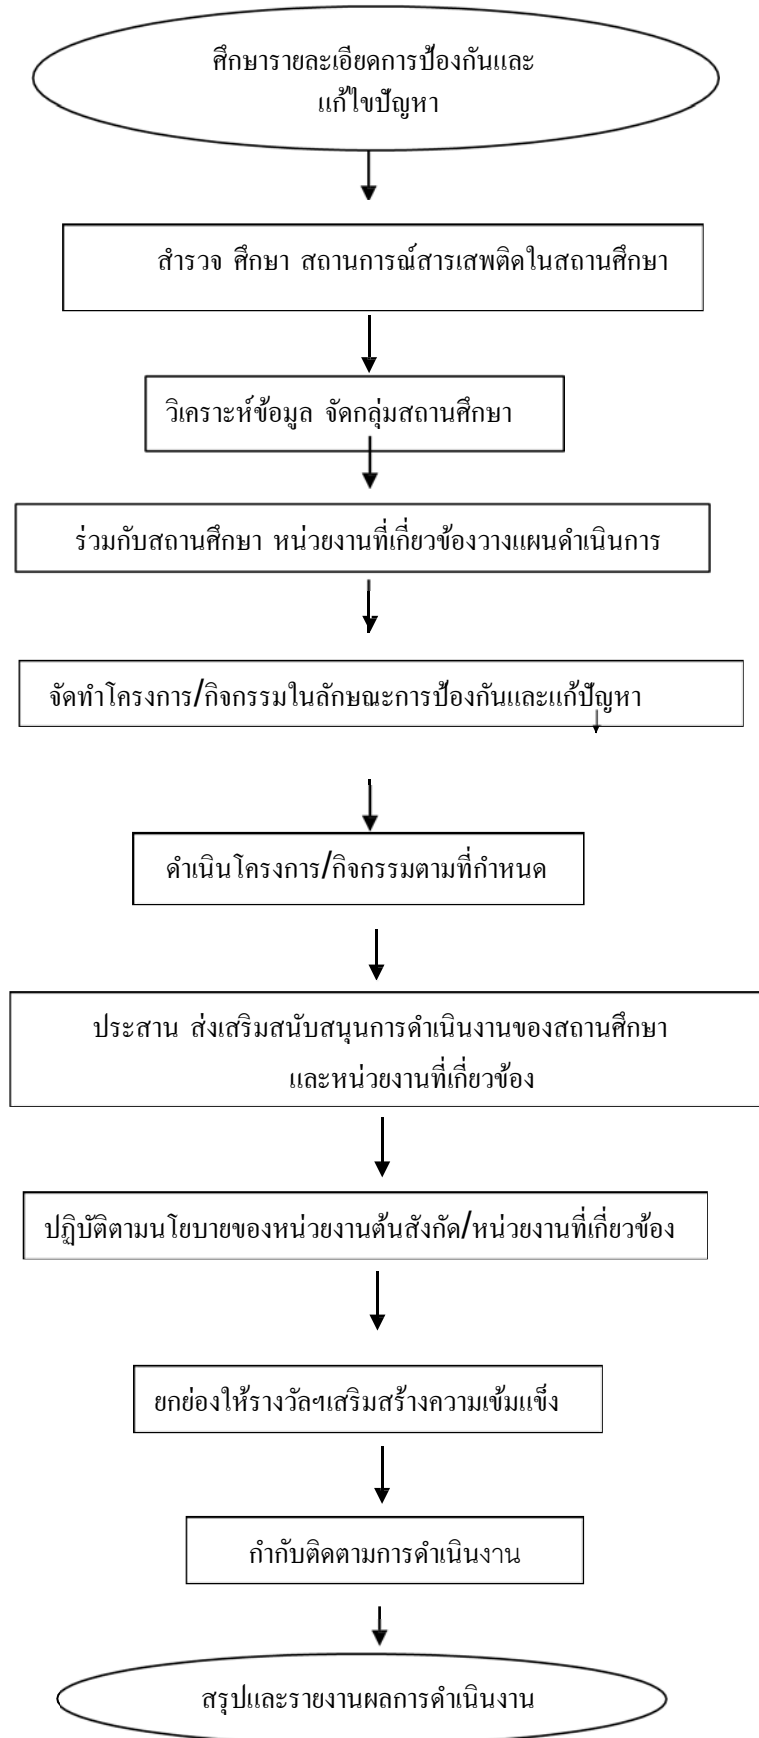 ศึกษารายละเอียดการป้องกันและ
แก้ไขปัญหา
สำรวจ ศึกษา สถานการณ์สารเสพติดในสถานศึกษา
วิเคราะห์ข้อมูล จัดกลุ่มสถานศึกษา
ร่วมกับสถานศึกษา หน่วยงานที่เกี่ยวข้องวางแผนดำเนินการ
จัดทำโครงการ/กิจกรรมในลักษณะการป้องกันและแก้ปัญหา
ดำเนินโครงการ/กิจกรรมตามที่กำหนด
ประสาน ส่งเสริมสนับสนุนการดำเนินงานของสถานศึกษา
และหน่วยงานที่เกี่ยวข้อง
ปฏิบัติตามนโยบายของหน่วยงานต้นสังกัด/หน่วยงานที่เกี่ยวข้อง
ยกย่องให้รางวัลฯเสริมสร้างความเข้มแข็ง
กำกับติดตามการดำเนินงาน
สรุปและรายงานผลการดำเนินงาน